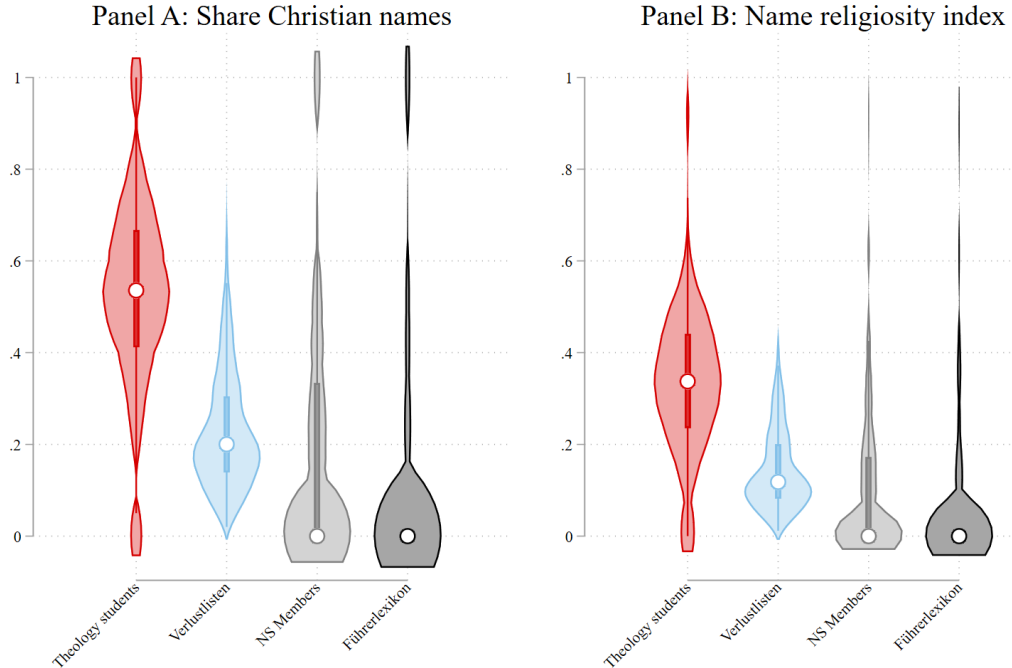 Panel A: Share Christian names
1
.8
.6
.4
.2
0
Theology students
Verlustlisten
NS Members
Führerlexikon
Panel B: Name religiosity index
1
.8
.6
.4
.2
0
Theology students
Verlustlisten
NS Members
Führerlexikon